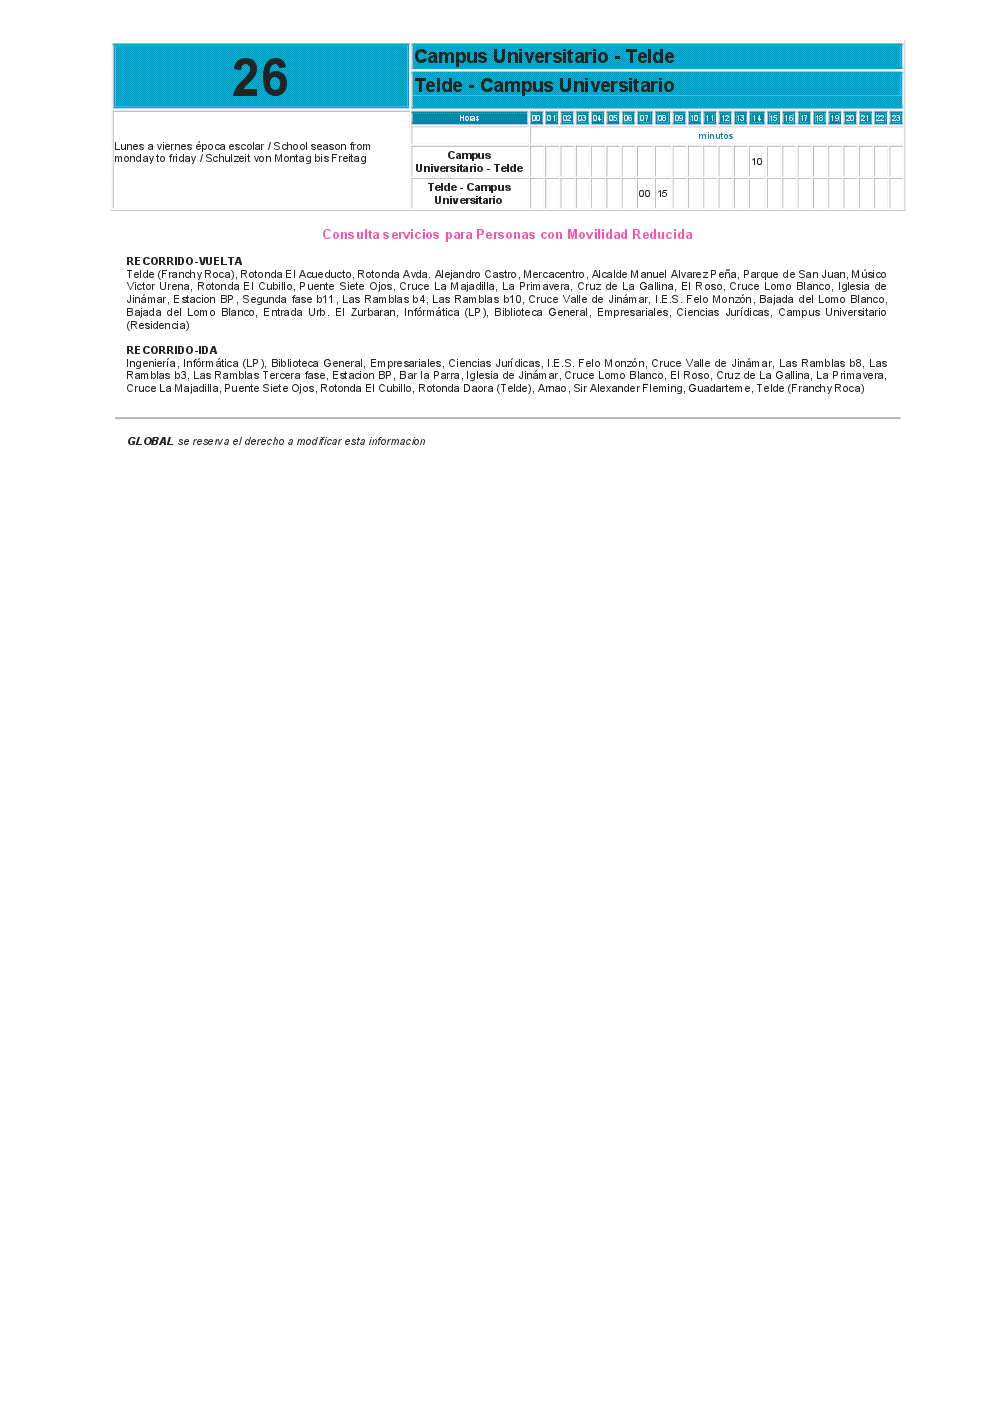 26
Campus Universitario - Telde
Telde - Campus Universitario
Lunes a viernes época escolar / School season from
monday to friday / Schulzeit von Montag bis Freitag
Horas 00 01 02 03 04 05 06 07 08 09 10 11 12 13 14 15 16 17 18 19 20 21 22 23
minutos
Campus
Universitario - Telde
10
Telde - Campus
Universitario
00 15
Consulta servicios para Personas con Movilidad Reducida
RECORRIDO-VUELTA
Telde (Franchy Roca), Rotonda El Acueducto, Rotonda Avda. Alejandro Castro, Mercacentro, Alcalde Manuel Alvarez Peña, Parque de San Juan, Músico
Victor Urena, Rotonda El Cubillo, Puente Siete Ojos, Cruce La Majadilla, La Primavera, Cruz de La Gallina, El Roso, Cruce Lomo Blanco, Iglesia de
Jinámar, Estacion BP, Segunda fase b11, Las Ramblas b4, Las Ramblas b10, Cruce Valle de Jinámar, I.E.S. Felo Monzón, Bajada del Lomo Blanco,
Bajada del Lomo Blanco, Entrada Urb. El Zurbaran, Infórmática (LP), Biblioteca General, Empresariales, Ciencias Jurídicas, Campus Universitario
(Residencia)
RECORRIDO-IDA
Ingeniería, Infórmática (LP), Biblioteca General, Empresariales, Ciencias Jurídicas, I.E.S. Felo Monzón, Cruce Valle de Jinámar, Las Ramblas b8, Las
Ramblas b3, Las Ramblas Tercera fase, Estacion BP, Bar la Parra, Iglesia de Jinámar, Cruce Lomo Blanco, El Roso, Cruz de La Gallina, La Primavera,
Cruce La Majadilla, Puente Siete Ojos, Rotonda El Cubillo, Rotonda Daora (Telde), Arnao, Sir Alexander Fleming, Guadarteme, Telde (Franchy Roca)
GLOBAL se reserva el derecho a modificar esta informacion